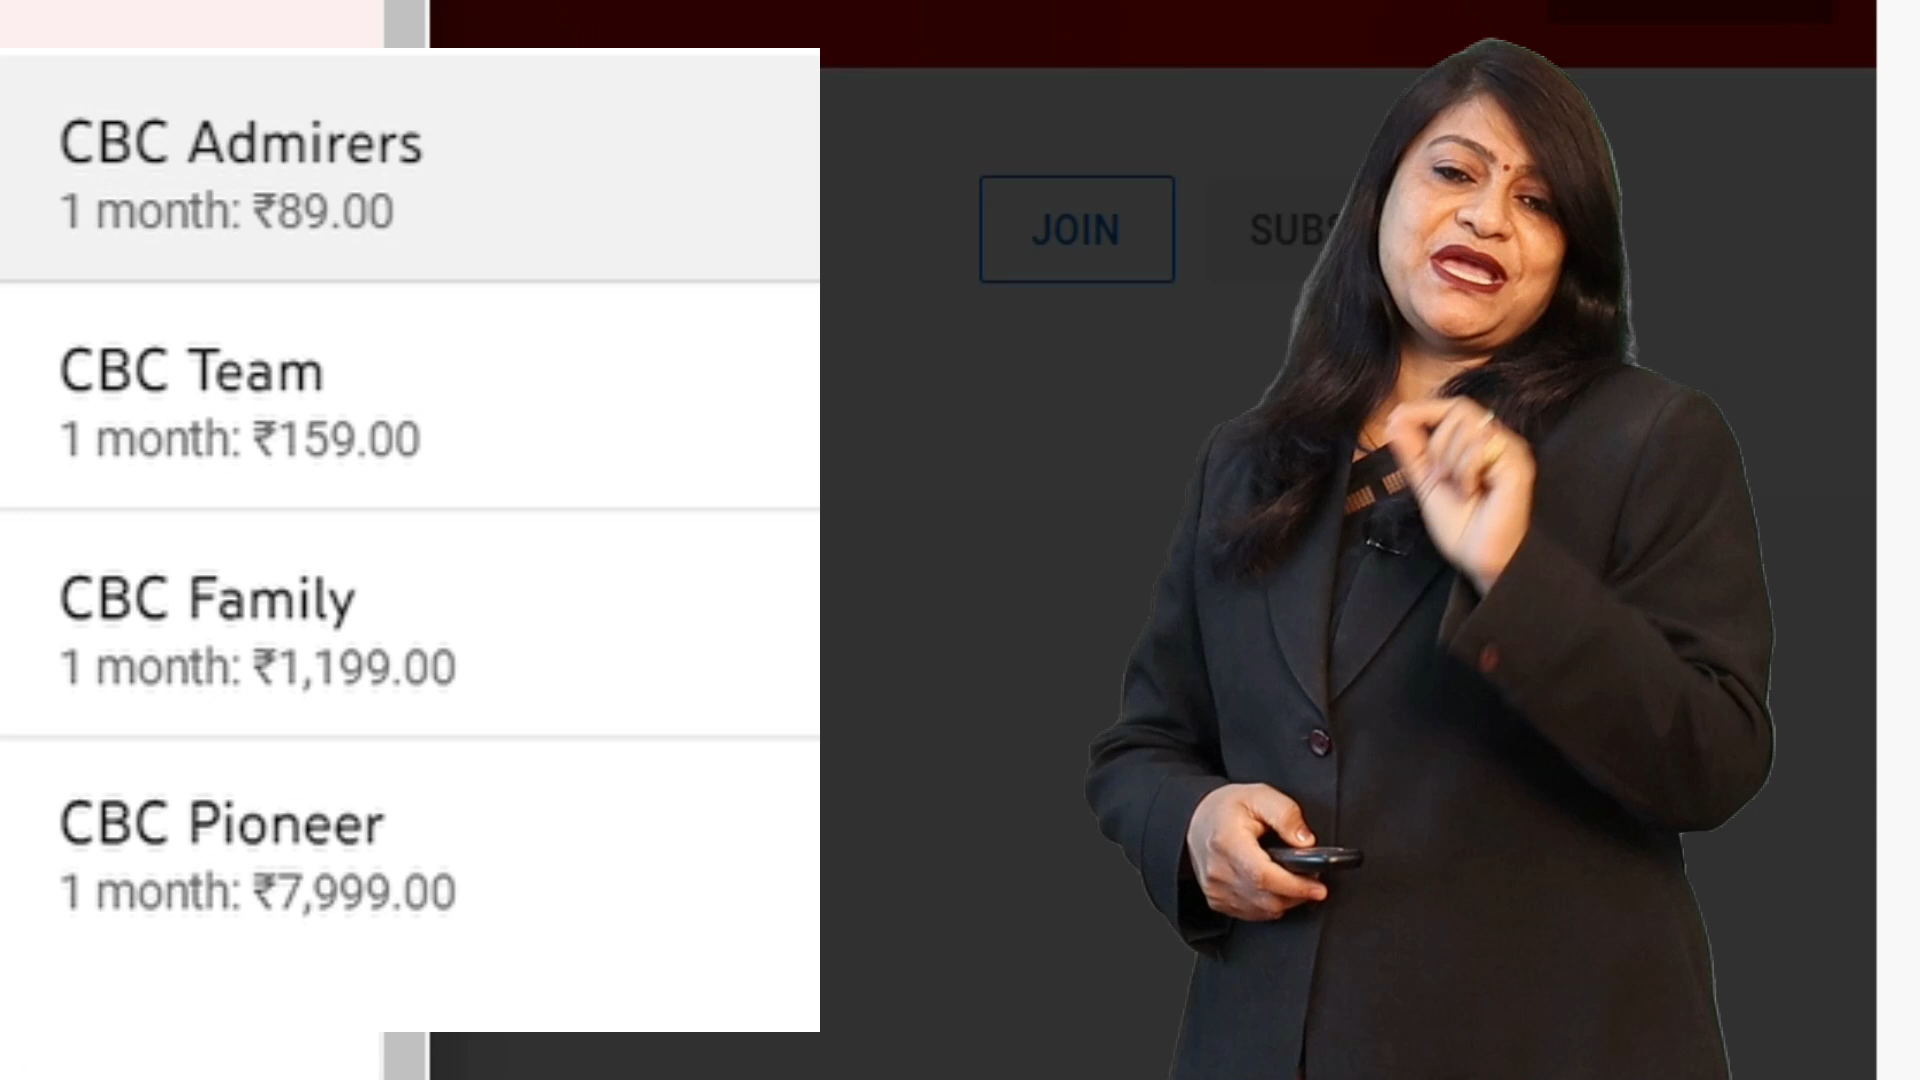 CBC Admirers
1 month: ₹89.00
CBC Team
1 month: ₹159.00
CBC Family
1 month: ₹1,199.00
CBC Pioneer
1 month: ₹7,999.00
JOIN